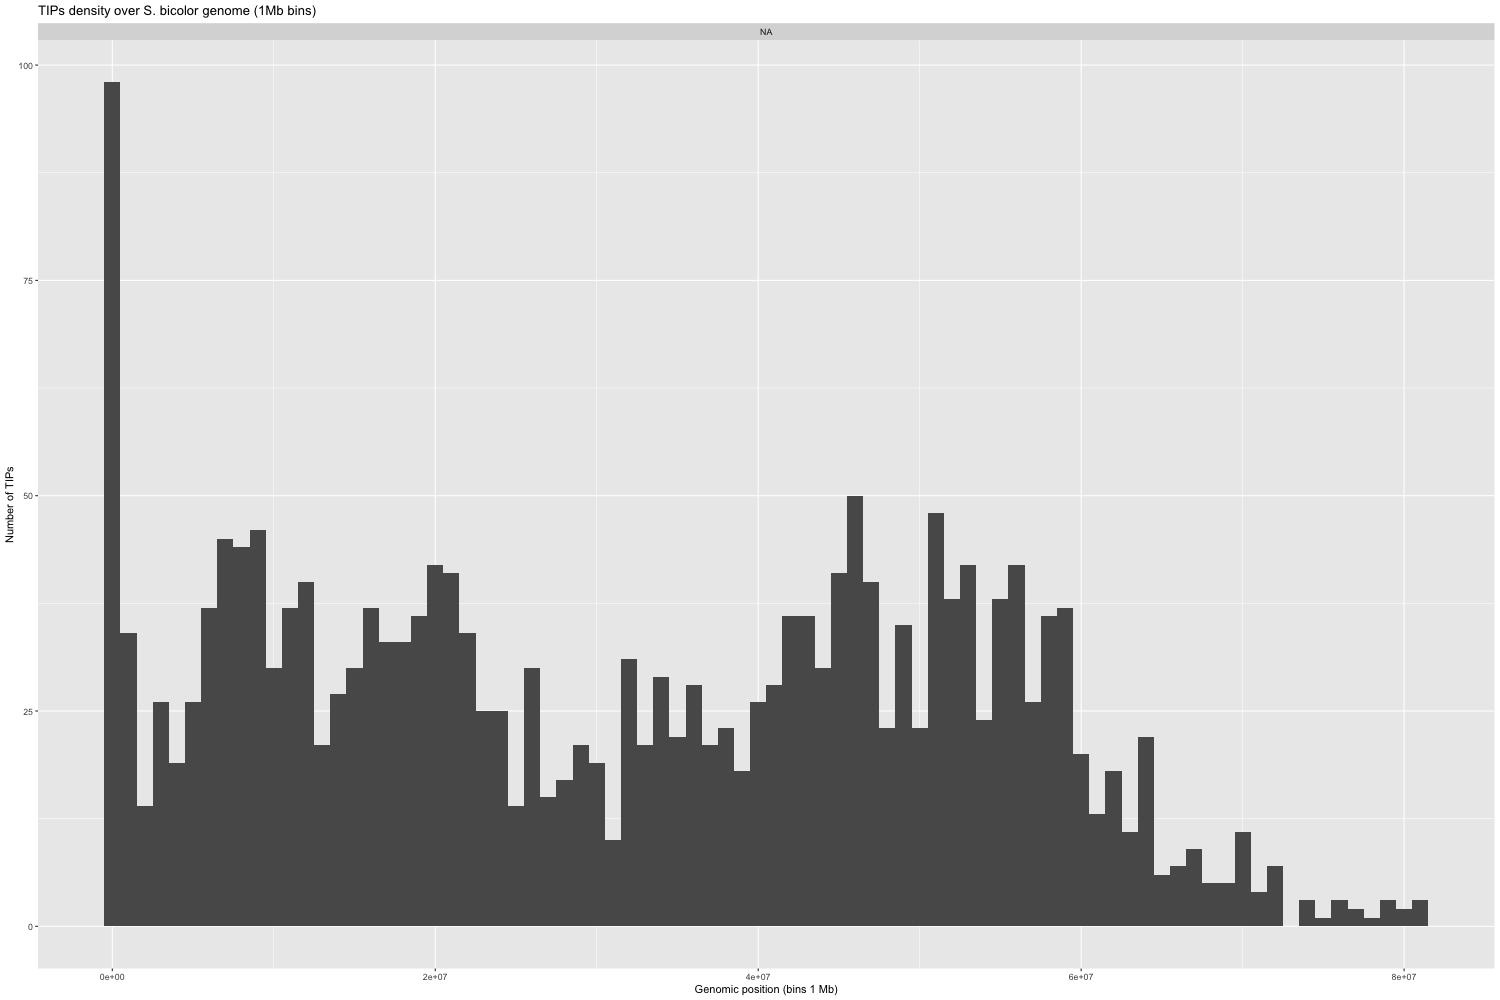 TIPs density over S. bicolor genome (1Mb bins)
NA
100
75
50
25
0
Number of TIPs
0e+00 2e+07 4e+07 6e+07 8e+07
Genomic position (bins 1 Mb)